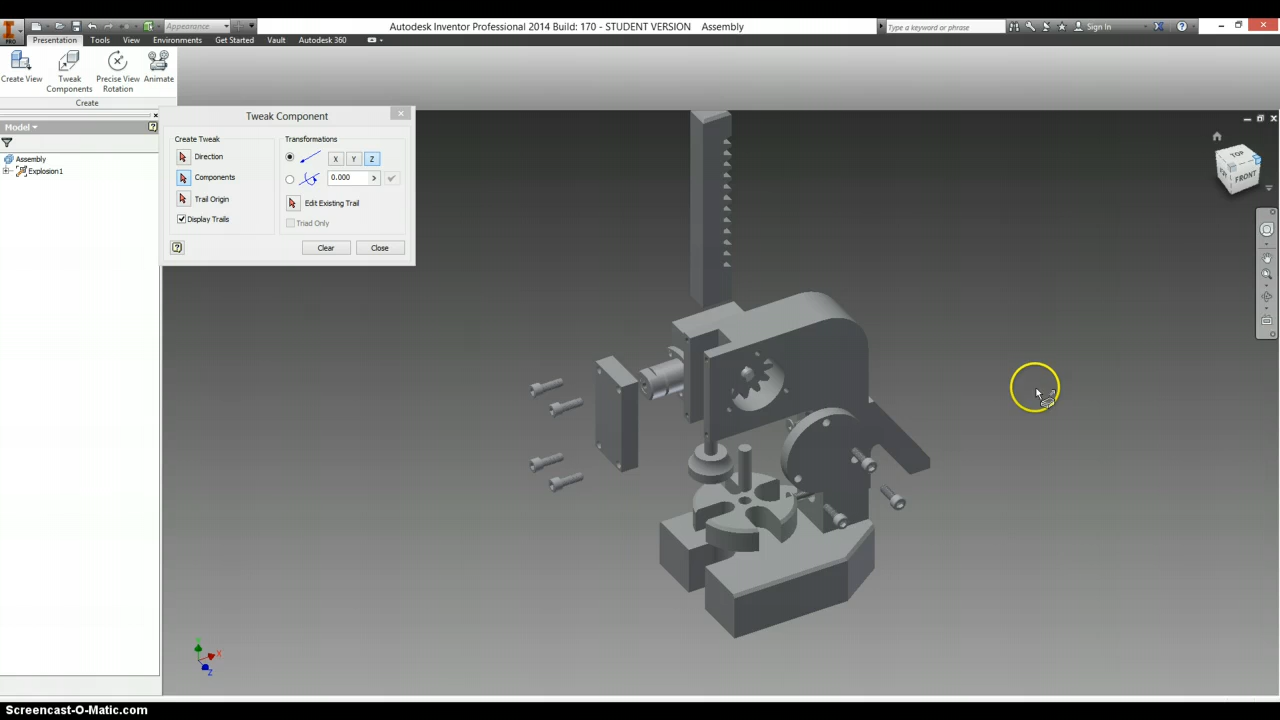 Appearance
Autodesk Inventor Professional 2014 Build: 170 - STUDENT VERSION Assembly
Type a keyword or phrase
Sign In
PRO
Presentation Tools View Environments Get Started Vault Autodesk 360
Create View
Tweak Components
Precise View Rotation
Animate
Create
Model
Assembly
Explosion1
Tweak Component
Create Tweak
Direction
Components
Trail Origin
Display Trails
Transformations
X Y Z
0.000
Edit Existing Trail
Triad Only
Clear Close
TOP
FRONT
X
Z
Screencast-O-Matic.com